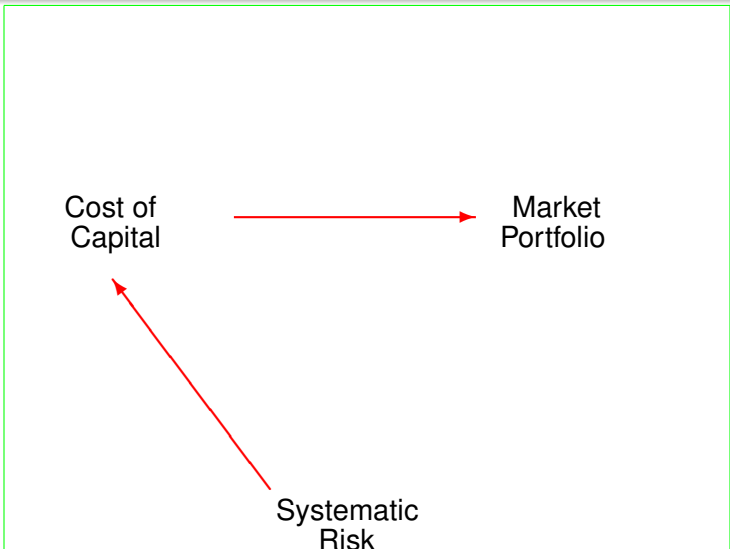 Cost of
Capital
Market
Portfolio
Systematic
Risk